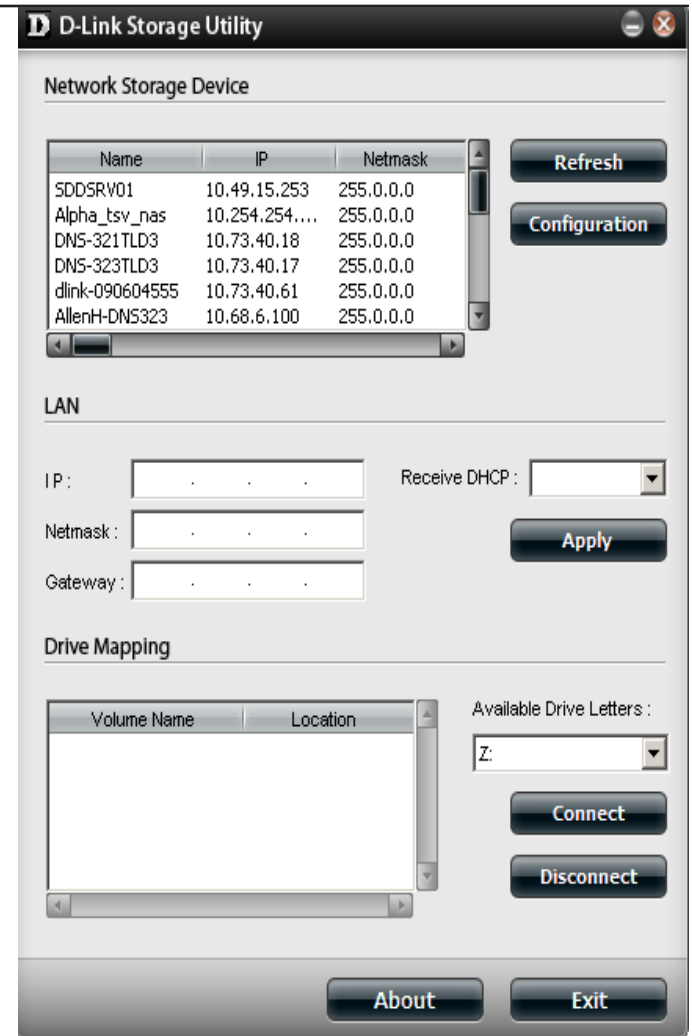 D D-Link Storage Utility
Network Storage Device
Name IP Netmask
SDDSRV01 10.49.15.253 255.0.0.0
Alpha_tsv_nas 10.254.254.... 255.0.0.0
DNS-321TLD3 10.73.40.18 255.0.0.0
DNS-323TLD3 10.73.40.17 255.0.0.0
dlink-090604555 10.73.40.61 255.0.0.0
AllenH-DNS323 10.68.6.100 255.0.0.0
Refresh
Configuration
LAN
IP :
Netmask :
Gateway :
Receive DHCP :
Apply
Drive Mapping
Volume Name Location
Available Drive Letters :
Z:
Connect
Disconnect
About Exit